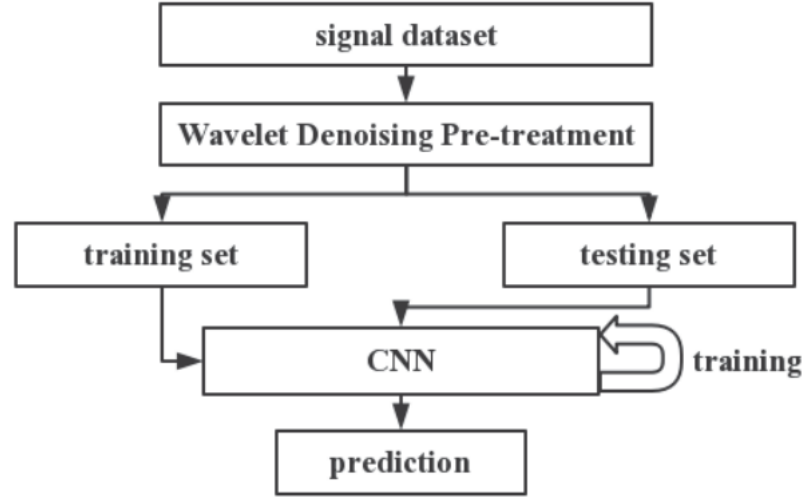 signal dataset
Wavelet Denoising Pre-treatment
training set
testing set
CNN
training
prediction